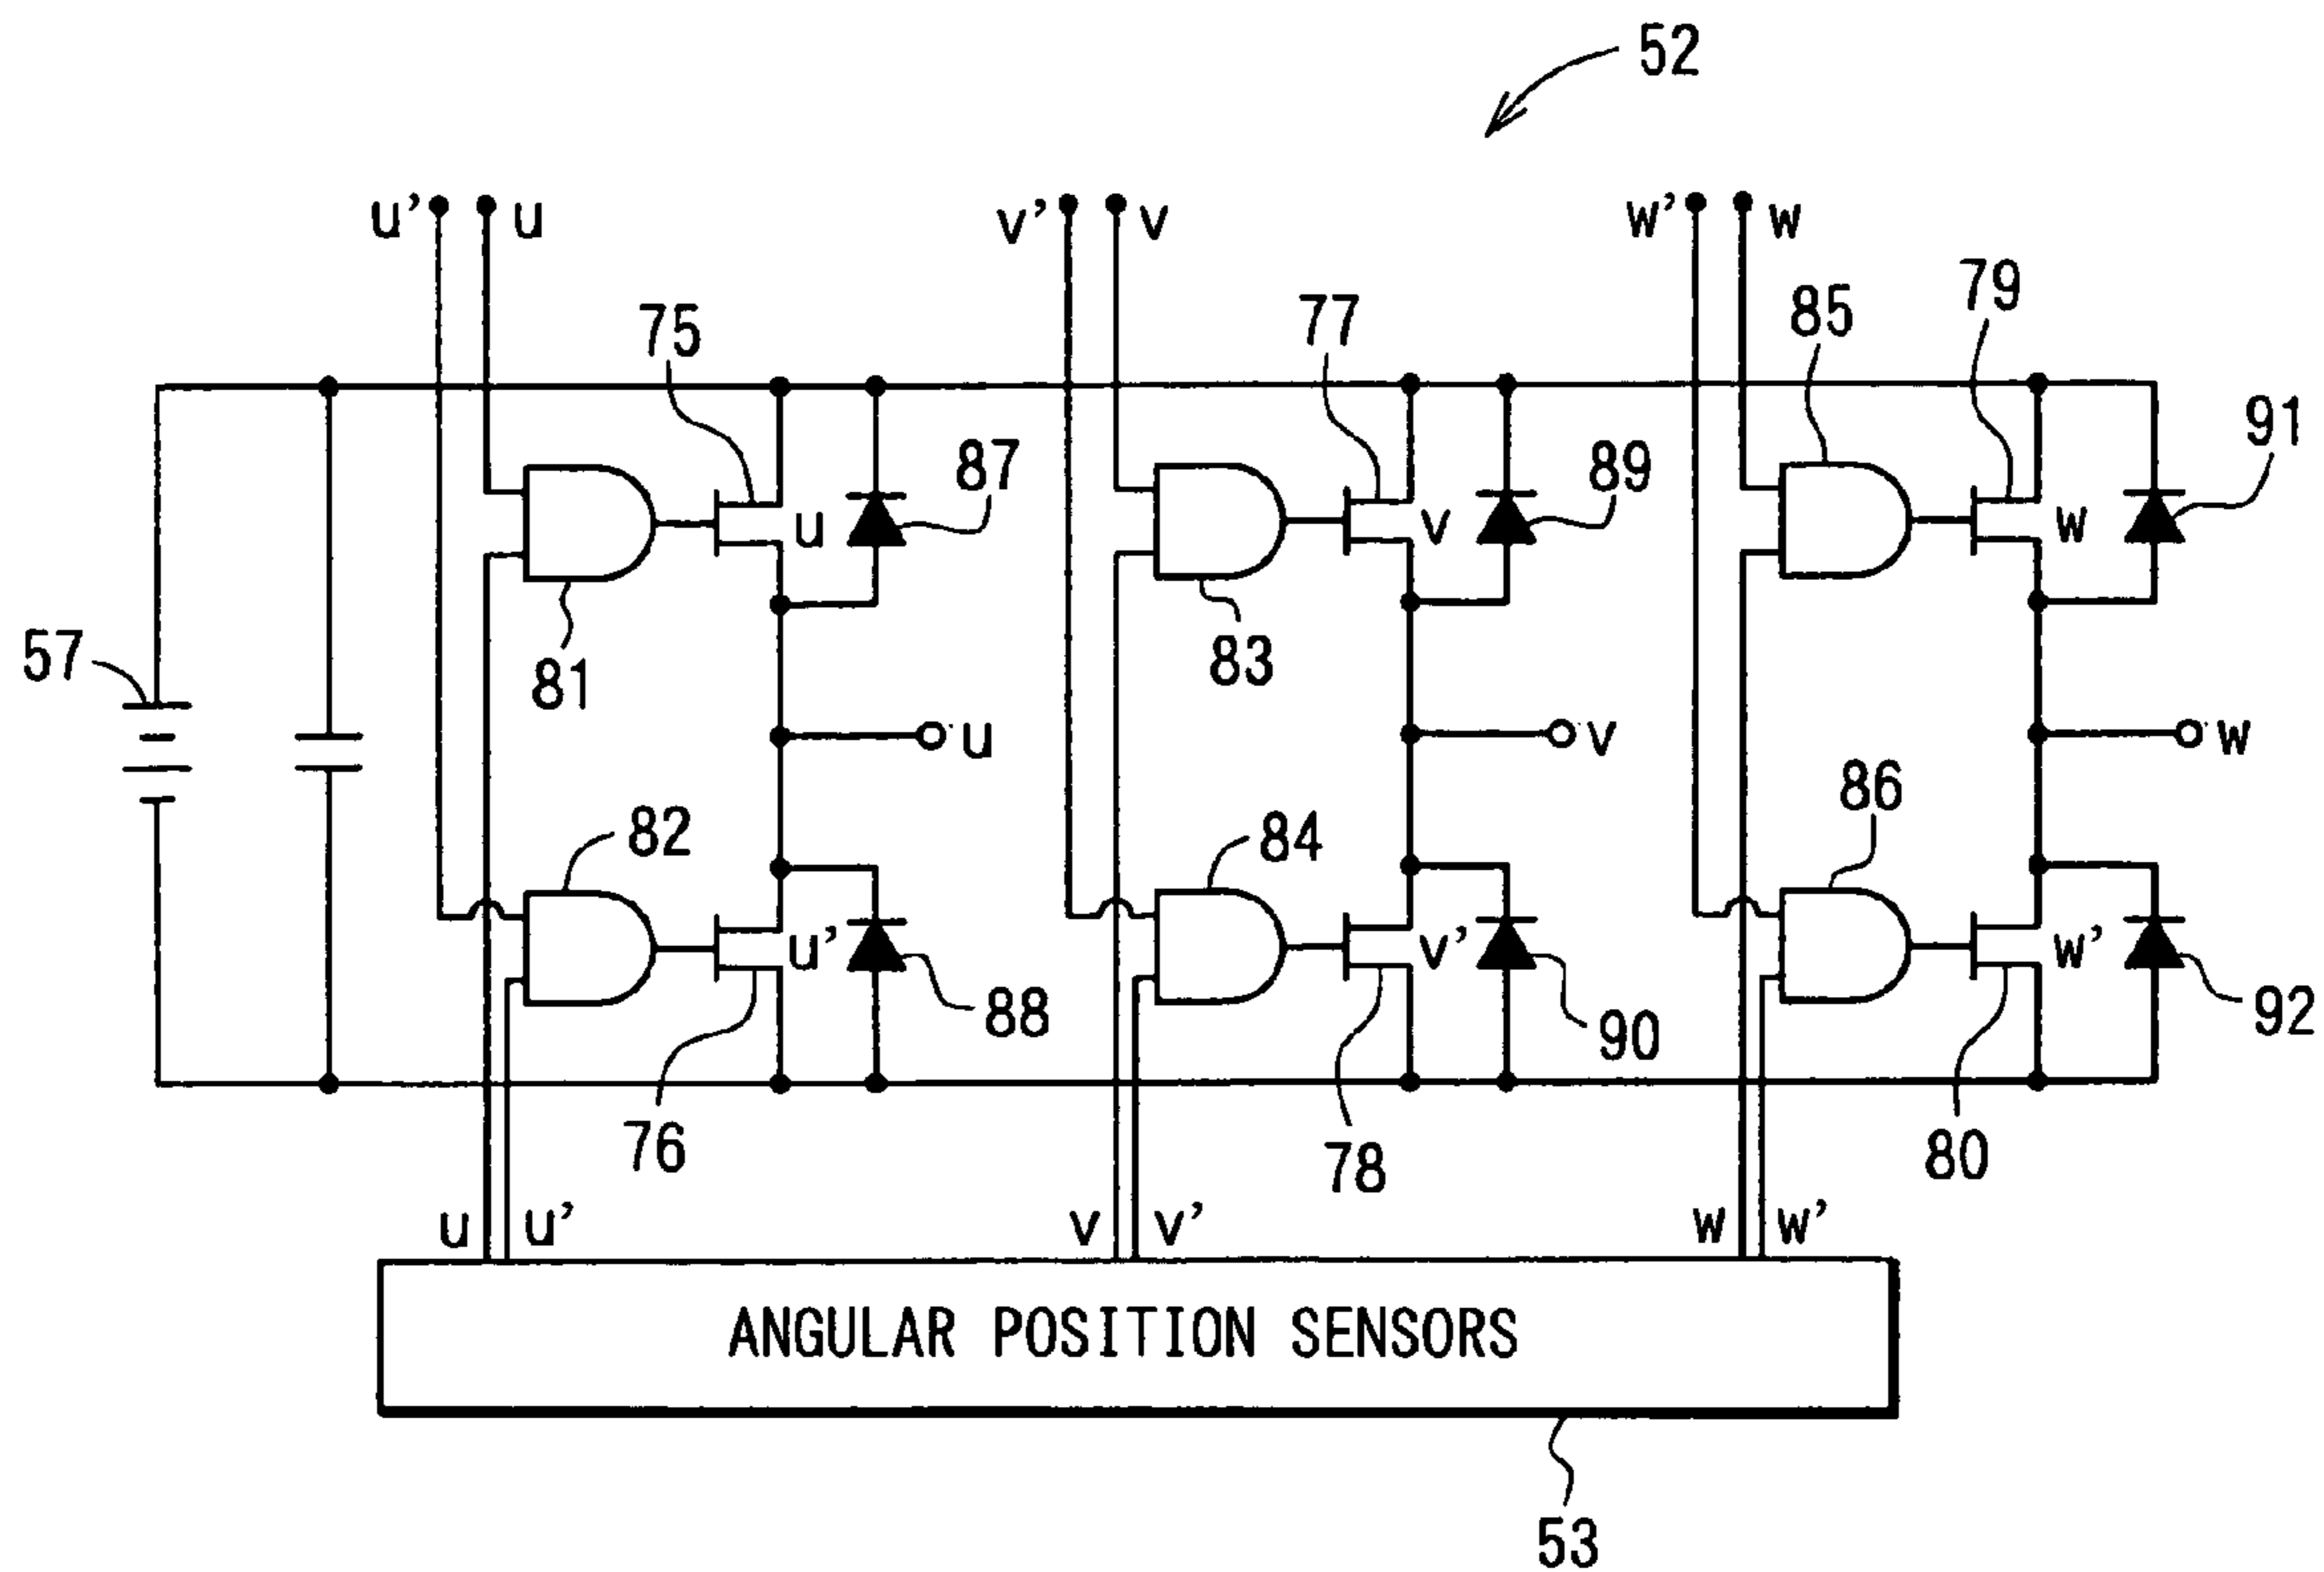 52
u' u v' v w' w
75 77 85 79
91
87 89
u v w
57 81 83
u v w
82 84 86
u' v' w'
88 90 92
76 78 80
u u' v v' w w'
ANGULAR POSITION SENSORS
53